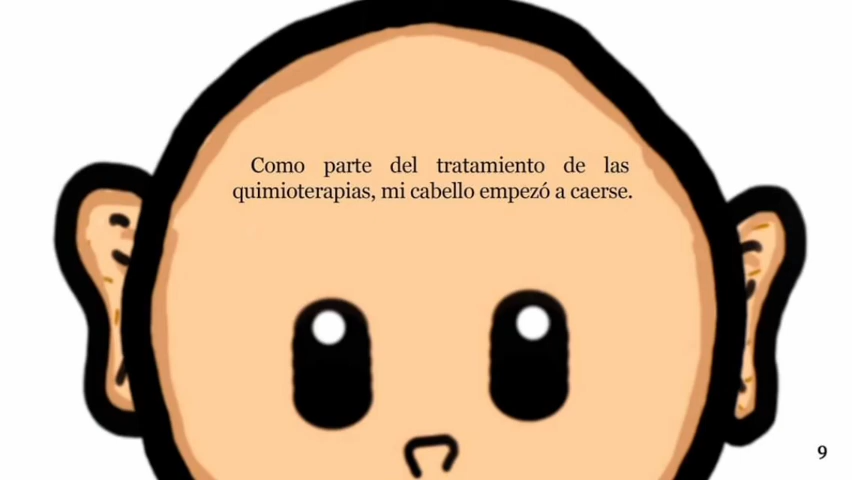 Como parte del tratamiento de las
quimioterapias, mi cabello empezó a caerse.
9